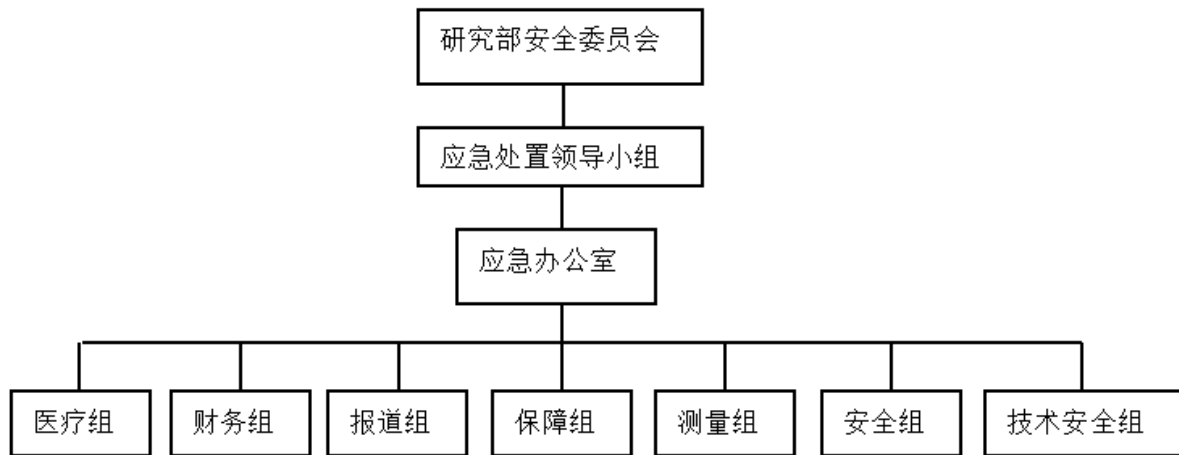 研究部安全委员会
应急处置领导小组
应急办公室
医疗组
财务组
报道组
保障组
测量组
安全组
技术安全组